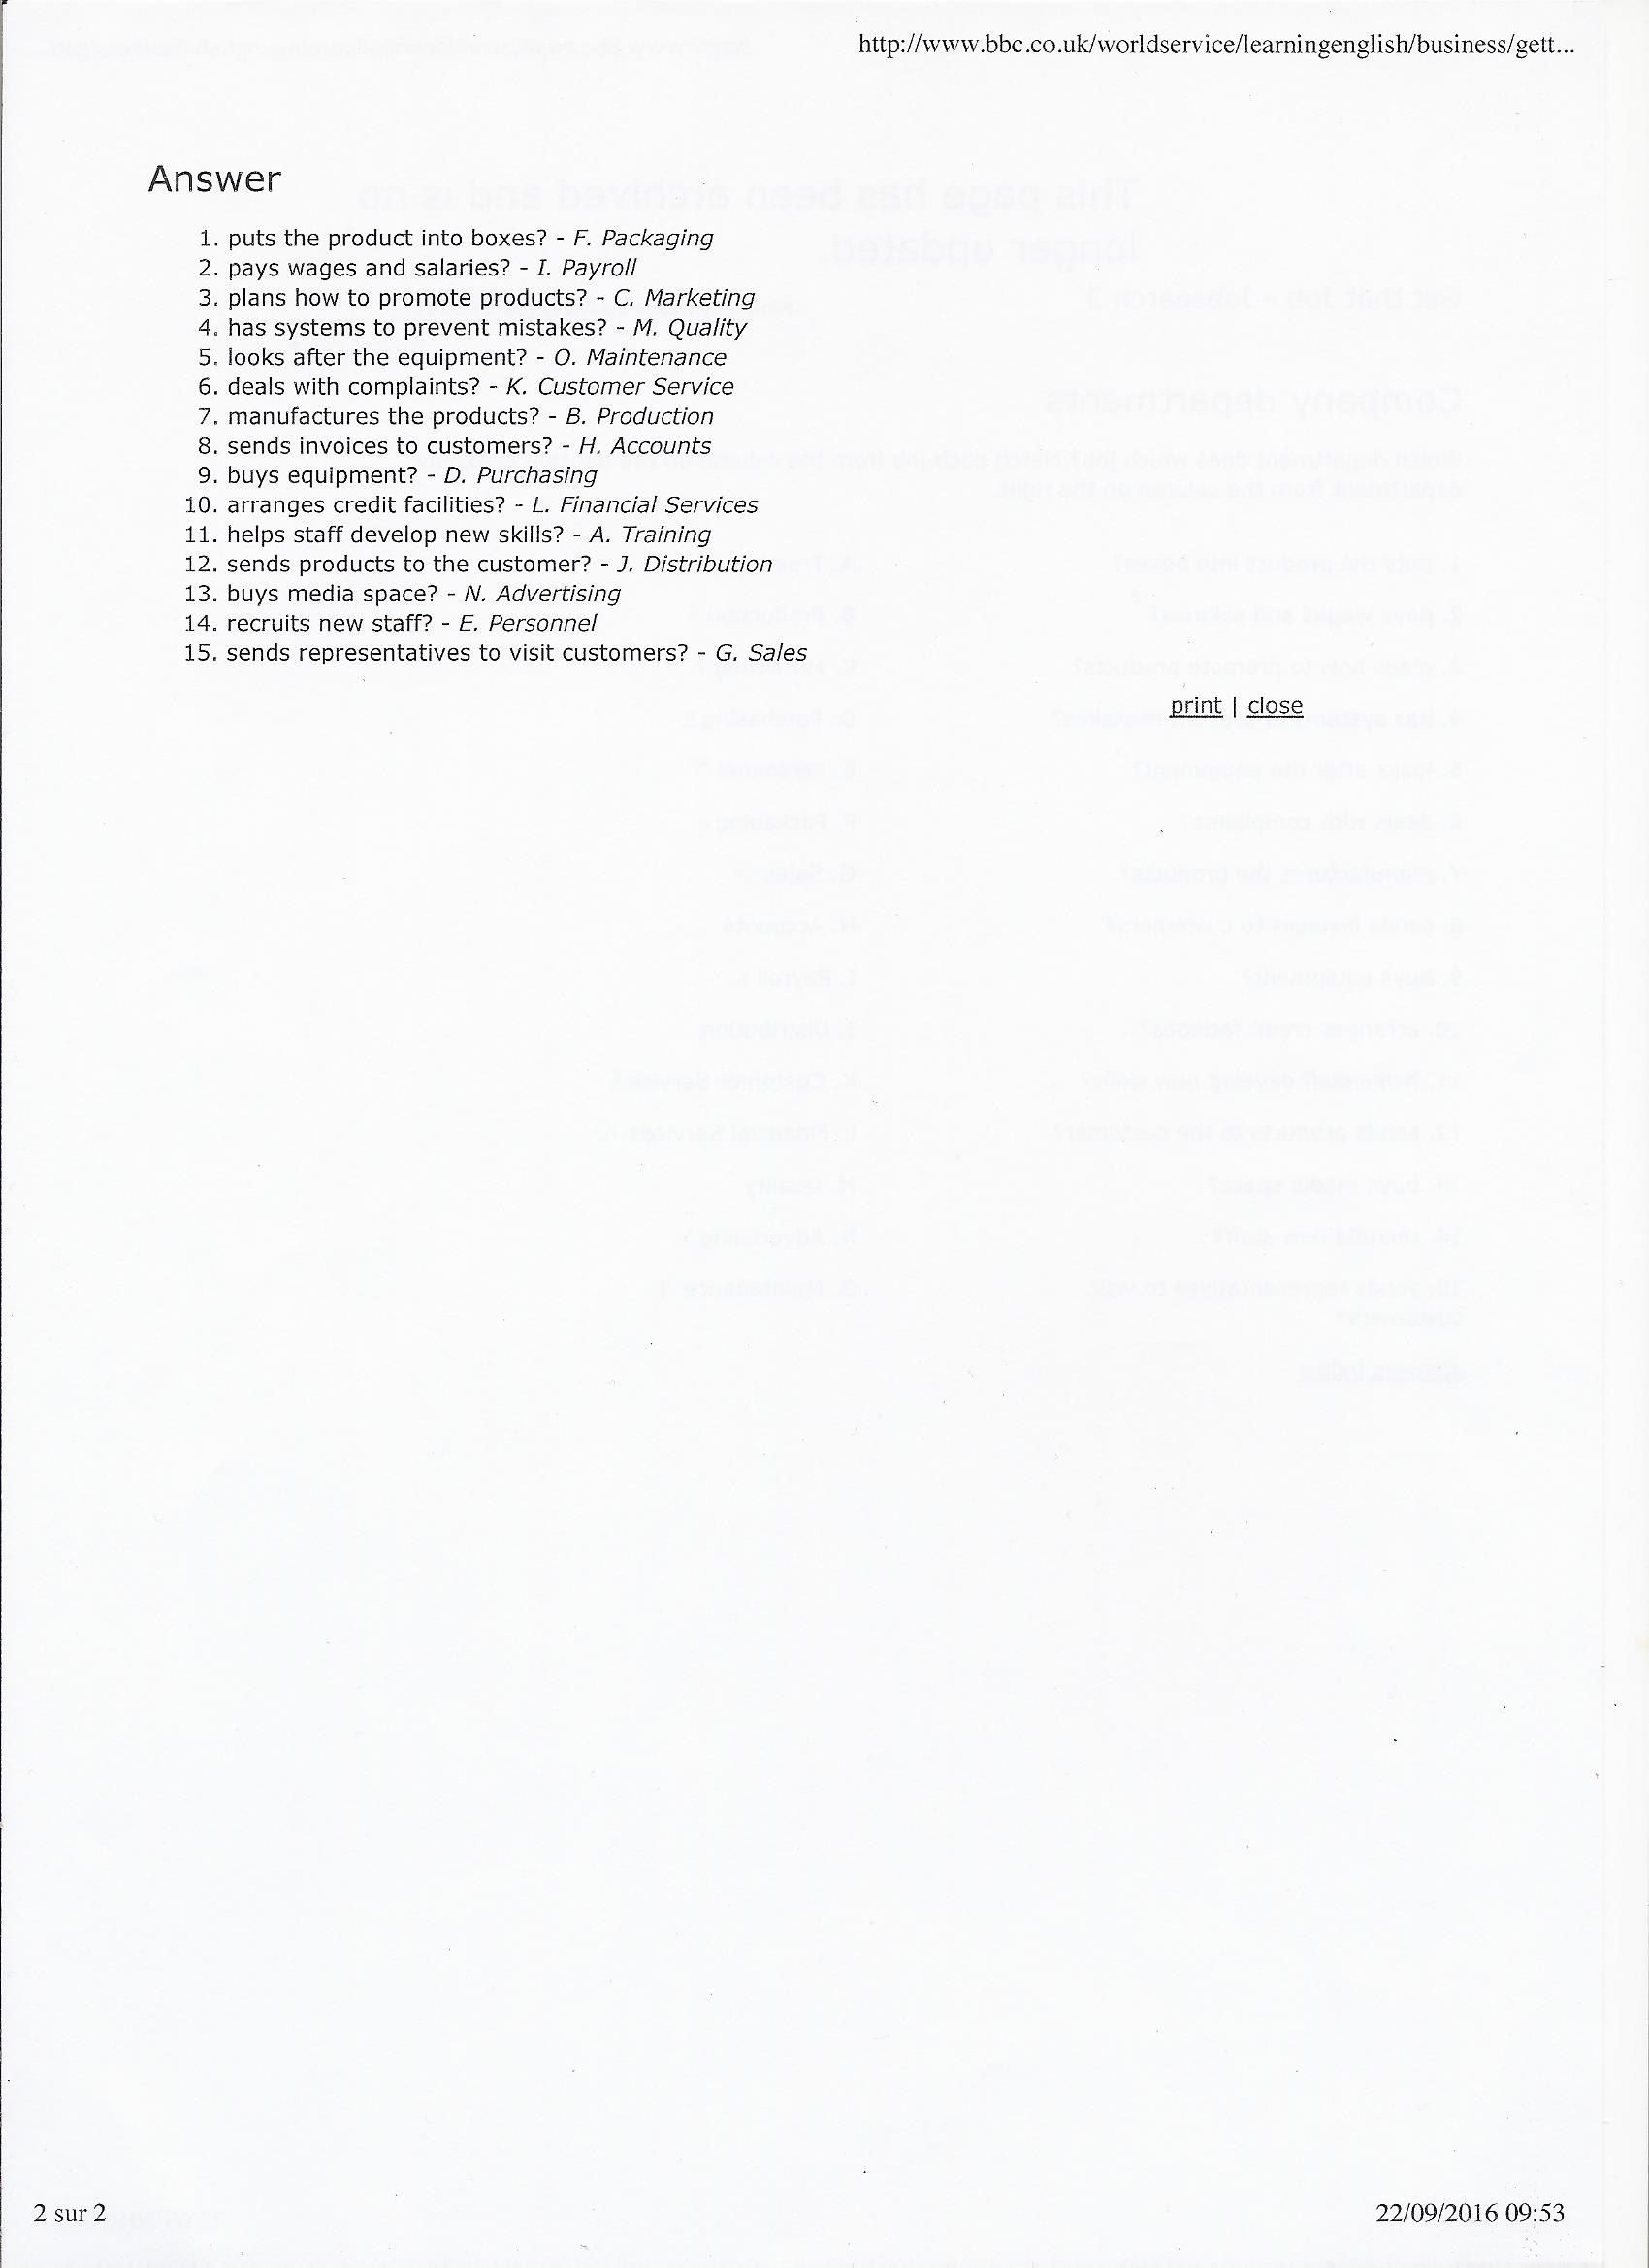 http://www.bbc.co.uk/worldservice/learningenglish/business/gett...
Answer
1. puts the product into boxes? - F. Packaging
2. pays wages and salaries? - I. Payroll
3. plans how to promote products? - C. Marketing
4. has systems to prevent mistakes? - M. Quality
5. looks after the equipment? - O. Maintenance
6. deals with complaints? - K. Customer Service
7. manufactures the products? - B. Production
8. sends invoices to customers? - H. Accounts
9. buys equipment? - D. Purchasing
10. arranges credit facilities? - L. Financial Services
11. helps staff develop new skills? - A. Training
12. sends products to the customer? - J. Distribution
13. buys media space? - N. Advertising
14. recruits new staff? - E. Personnel
15. sends representatives to visit customers? - G. Sales
print | close
2 sur 2
22/09/2016 09:53